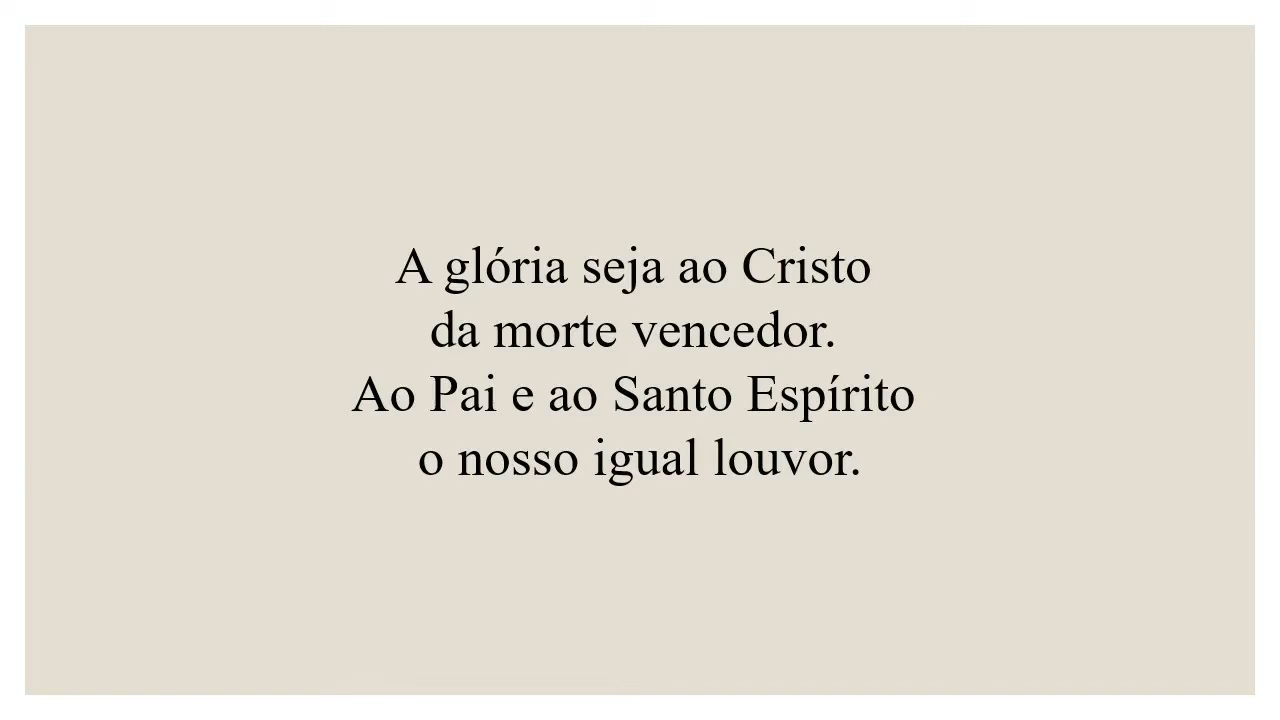 A glória seja ao Cristo
da morte vencedor.
Ao Pai e ao Santo Espírito
o nosso igual louvor.